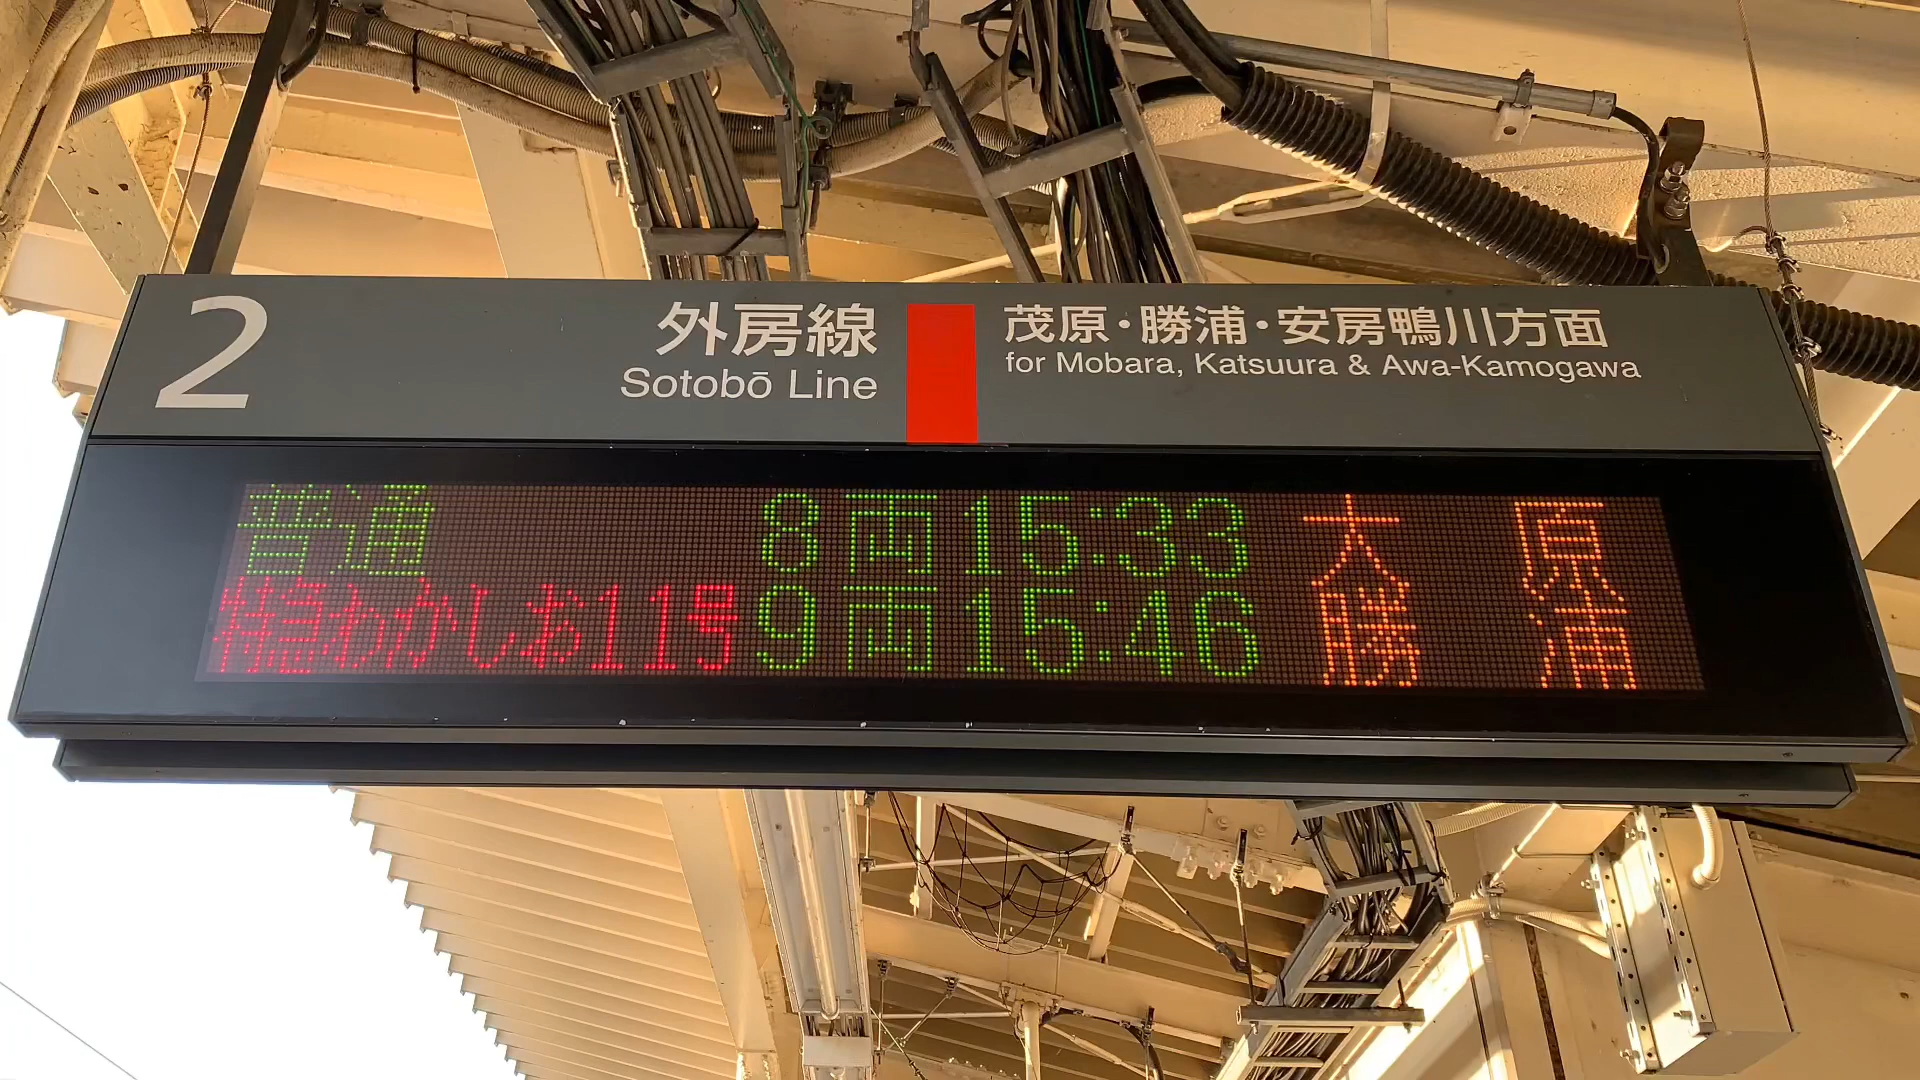 2
外房線
Sotobō Line
茂原・勝浦・安房鴨川方面
for Mobara, Katsuura & Awa-Kamogawa
普通 8両 15:33 大原
特急わかしお11号 9両 15:46 勝浦